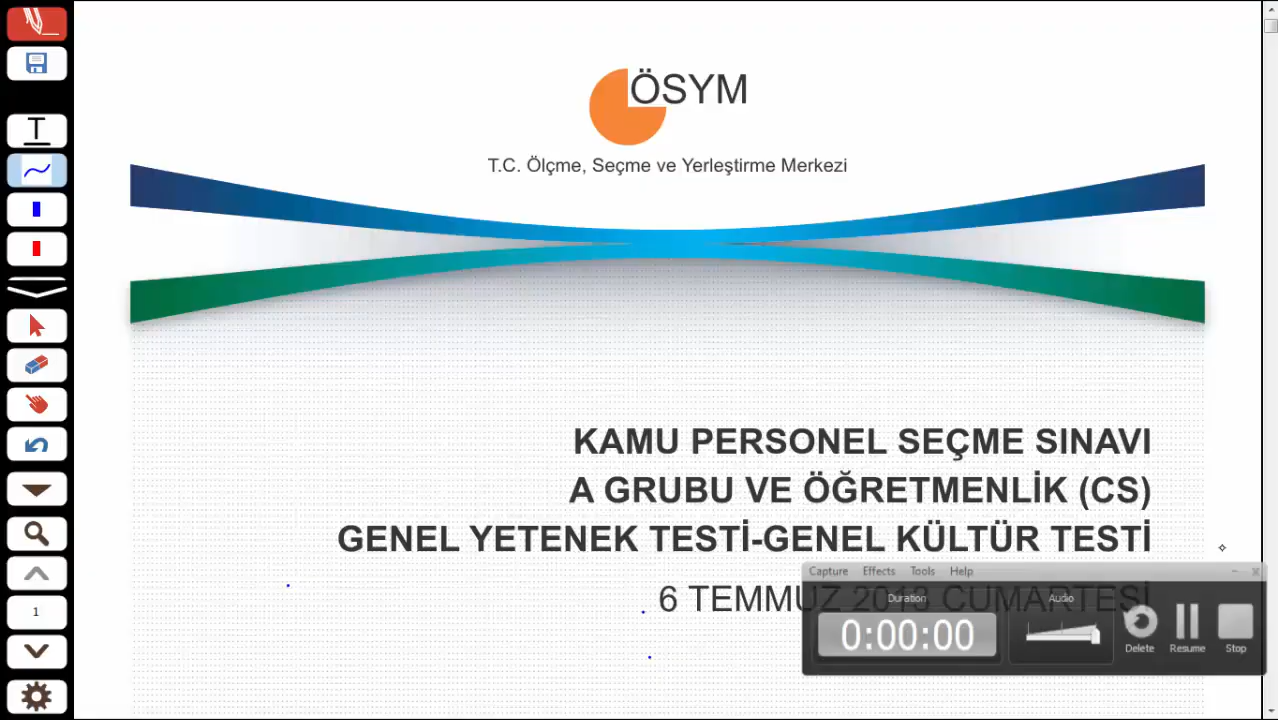 ÖSYM
T.C. Ölçme, Seçme ve Yerleştirme Merkezi
KAMU PERSONEL SEÇME SINAVI
A GRUBU VE ÖĞRETMENLİK (CS)
GENEL YETENEK TESTİ-GENEL KÜLTÜR TESTİ
6 TEMMUZ CUMARTESİ
Capture Effects Tools Help
Duration Audio
0:00:00
Delete Resume Stop
T
1